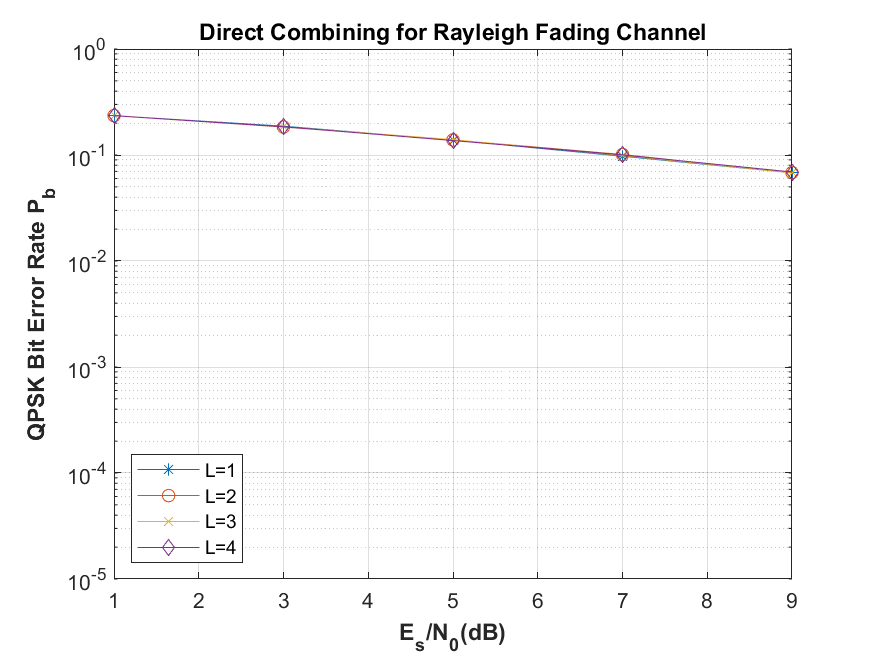 Direct Combining for Rayleigh Fading Channel
QPSK Bit Error Rate P_b
10^0
10^-1
10^-2
10^-3
10^-4
10^-5
L=1
L=2
L=3
L=4
1 2 3 4 5 6 7 8 9
E_s/N_0(dB)